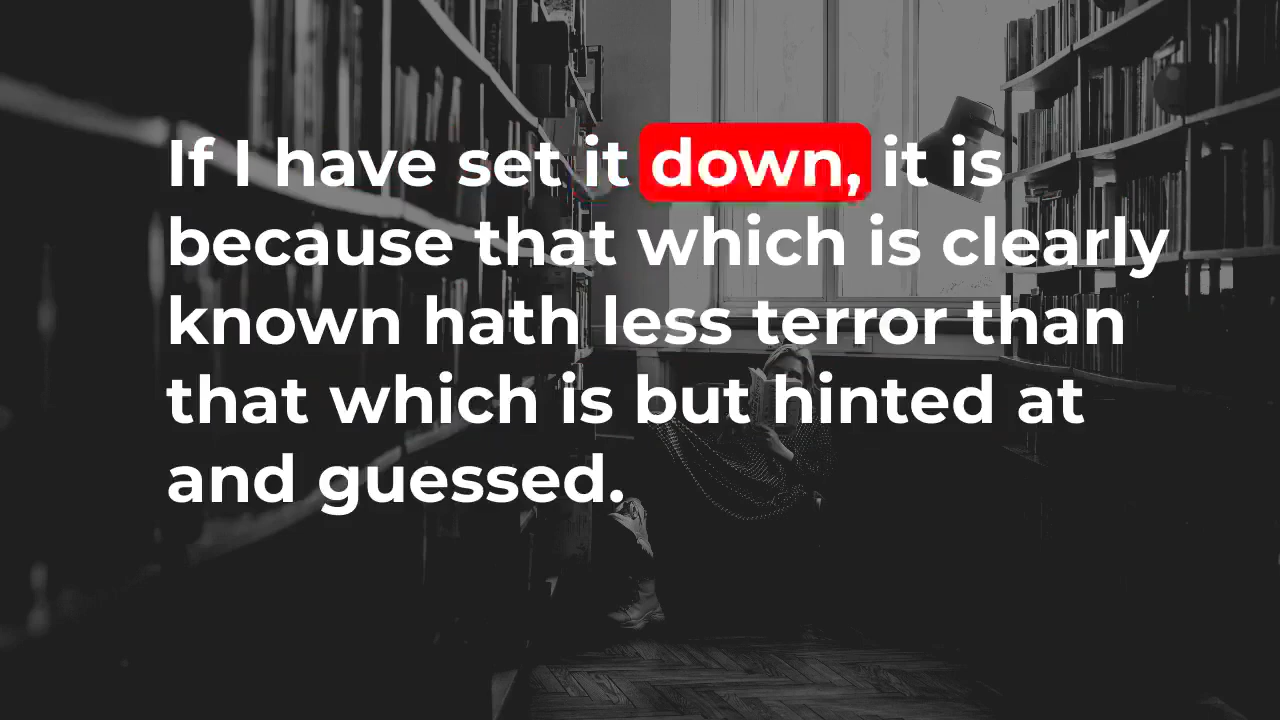 If I have set it down, it is
because that which is clearly
known hath less terror than
that which is but hinted at
and guessed.